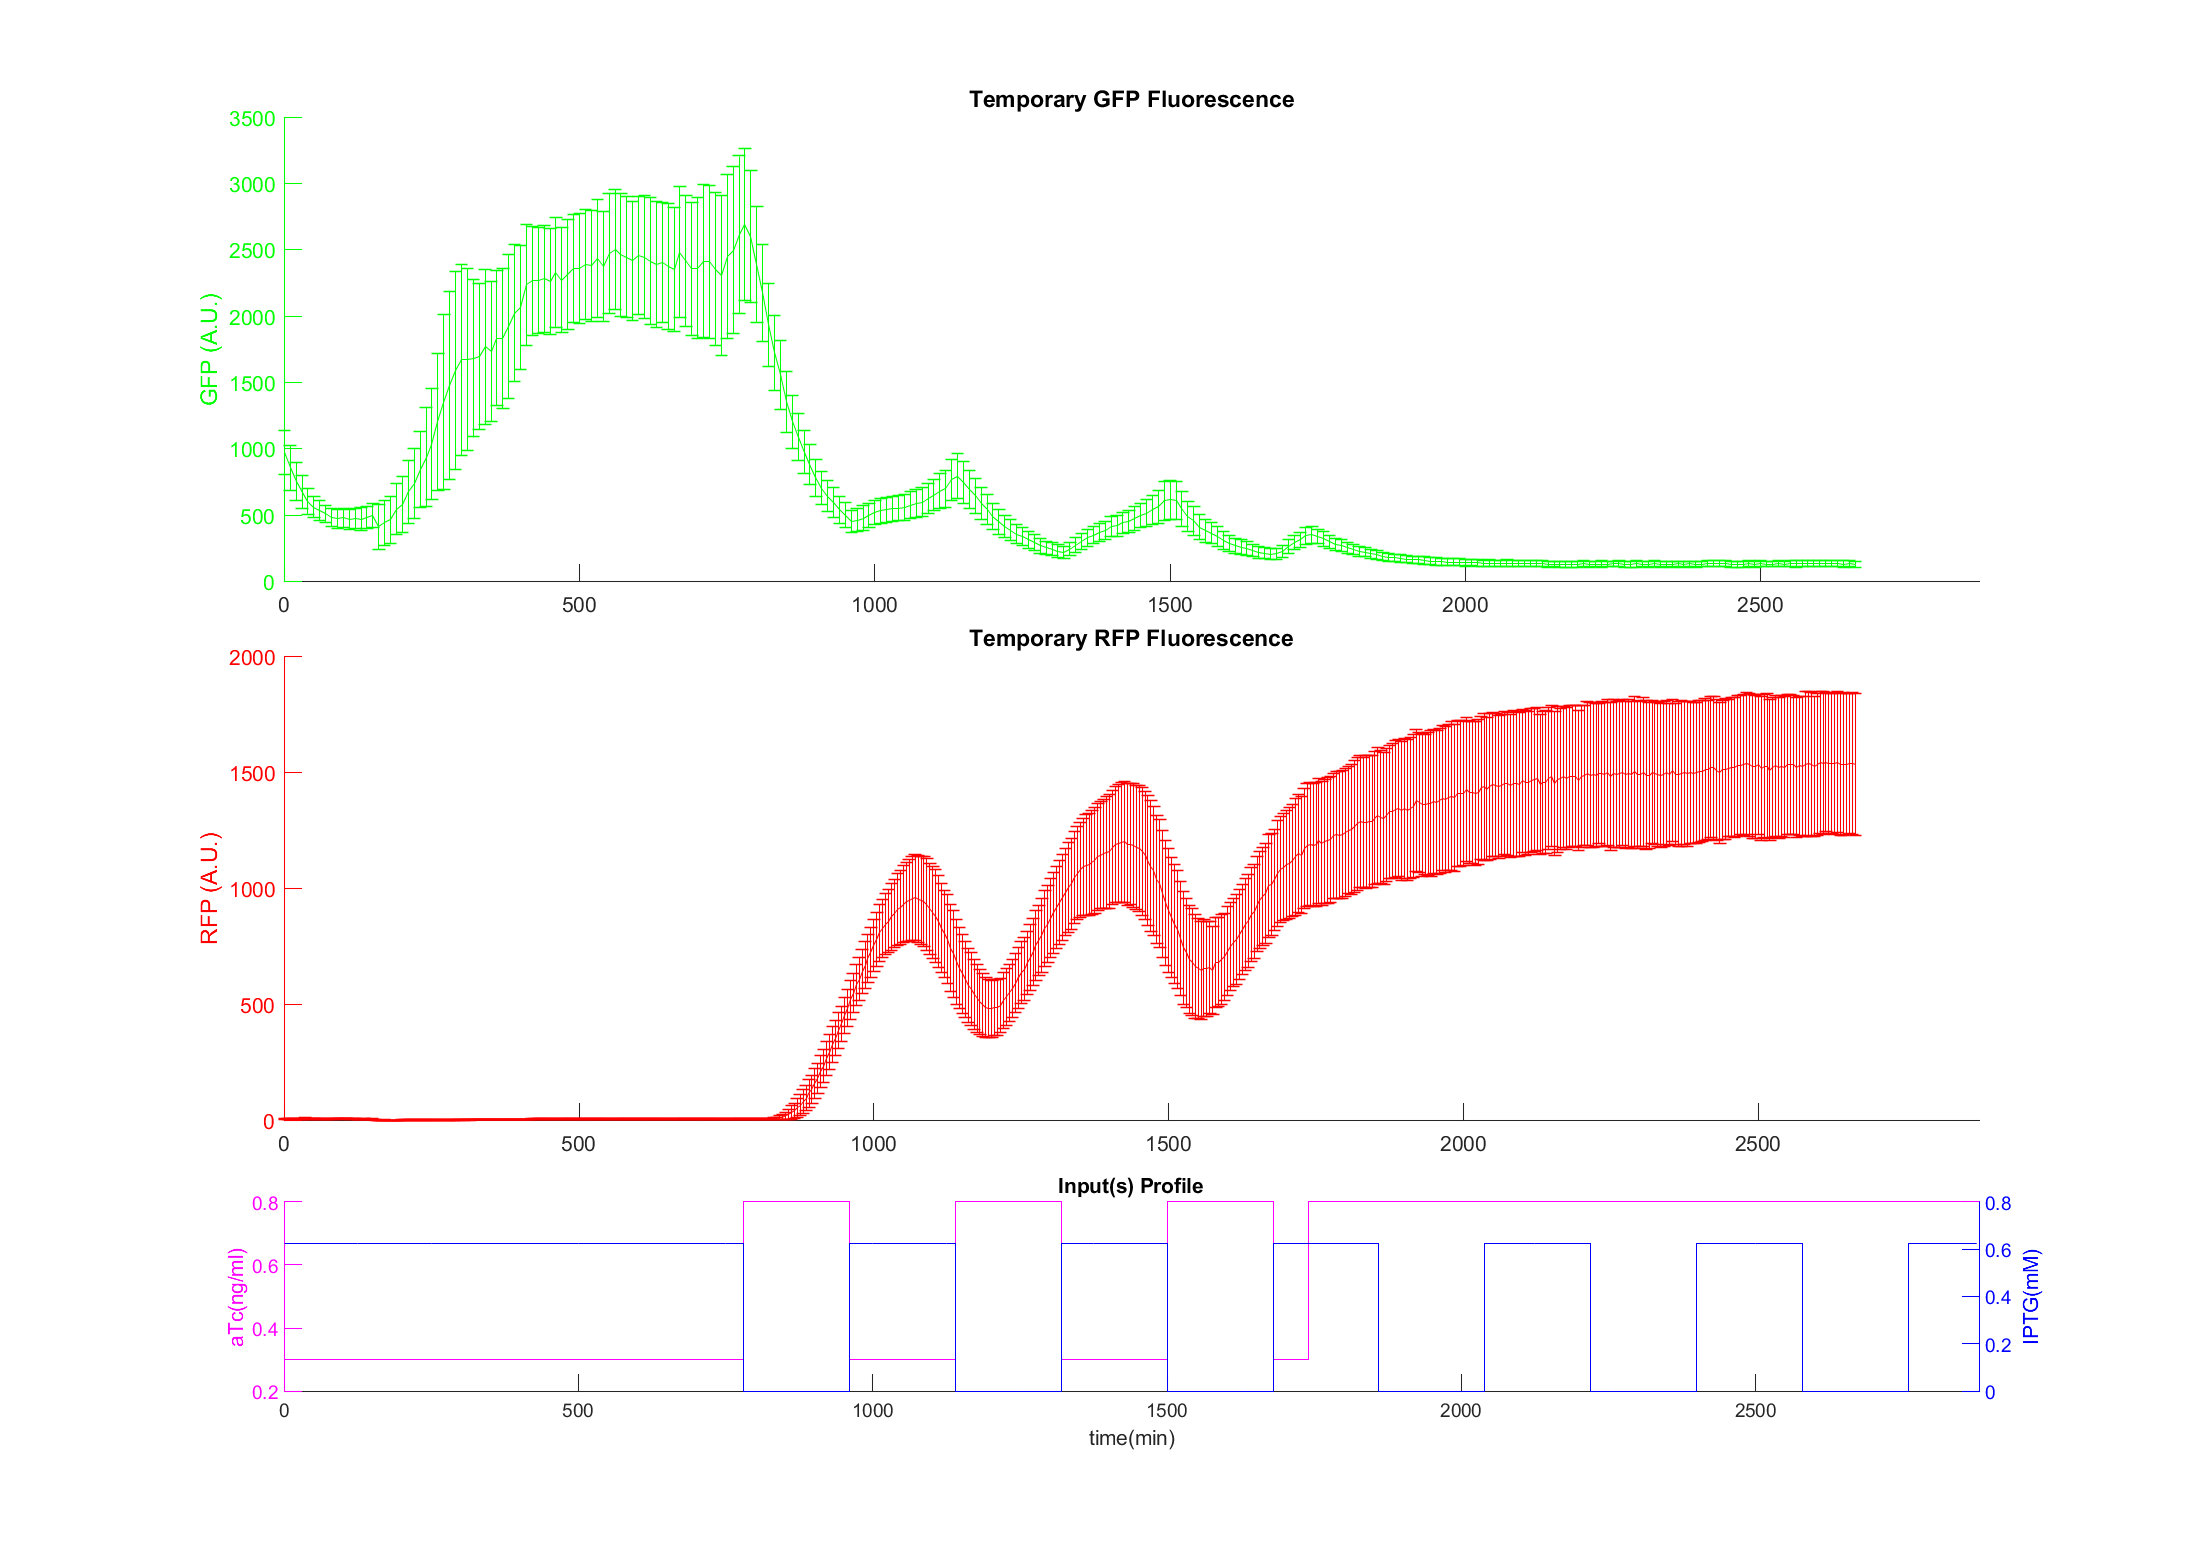 Temporary GFP Fluorescence
3500
3000
2500
2000
1500
1000
500
0
GFP (A.U.)
0 500 1000 1500 2000 2500
Temporary RFP Fluorescence
2000
1500
1000
500
0
RFP (A.U.)
0 500 1000 1500 2000 2500
Input(s) Profile
0.8
0.6
0.4
0.2
aTc(ng/ml)
0.8
0.6
0.4
0.2
0
IPTG(mM)
0 500 1000 1500 2000 2500
time(min)